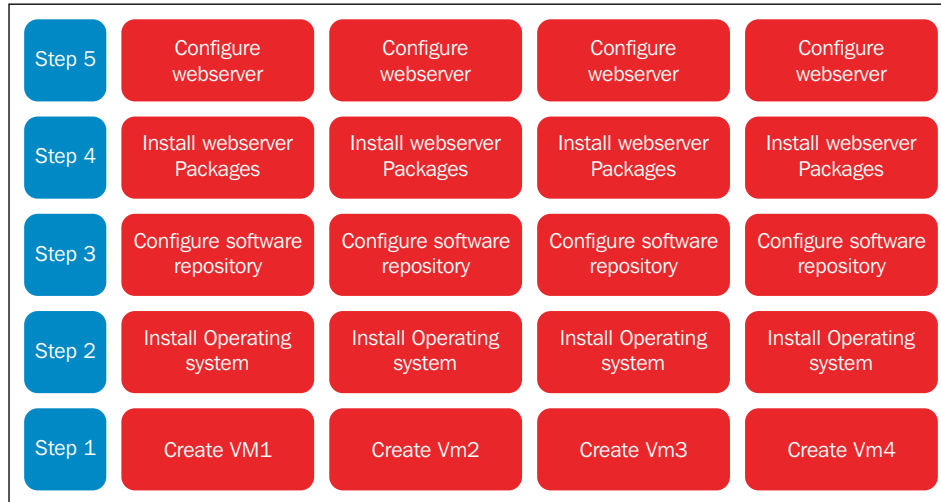 Step 5
Configure
webserver
Configure
webserver
Configure
webserver
Configure
webserver
Step 4
Install webserver
Packages
Install webserver
Packages
Install webserver
Packages
Install webserver
Packages
Step 3
Configure software
repository
Configure software
repository
Configure software
repository
Configure software
repository
Step 2
Install Operating
system
Install Operating
system
Install Operating
system
Install Operating
system
Step 1
Create VM1
Create Vm2
Create Vm3
Create Vm4